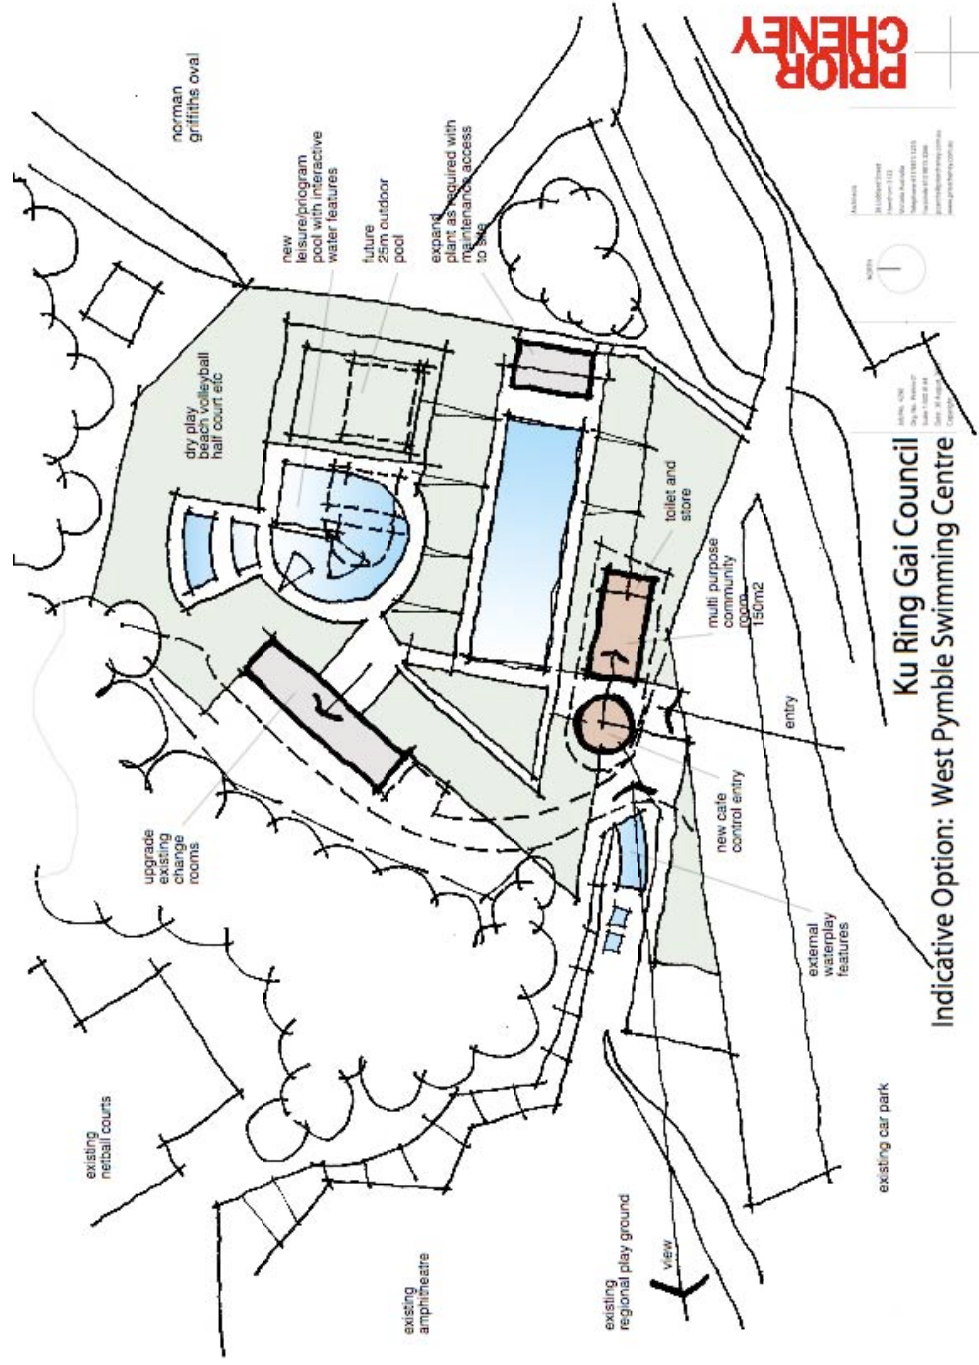 existing
netball courts
upgrade
existing
change
rooms
dry play
beach volleyball
half court etc
norman
griffiths oval
new
leisure/program
pool with interactive
water features
future
25m outdoor
pool
expand
plant as required with
maintenance access
to site
existing
amphitheatre
existing
regional play ground
view
external
waterplay
features
new cafe
control entry
multi purpose
community
room
150m2
toilet and
store
entry
existing car park
Ku Ring Gai Council
Indicative Option: West Pymble Swimming Centre
NORTH
Architects
PRIOR
CHENEY